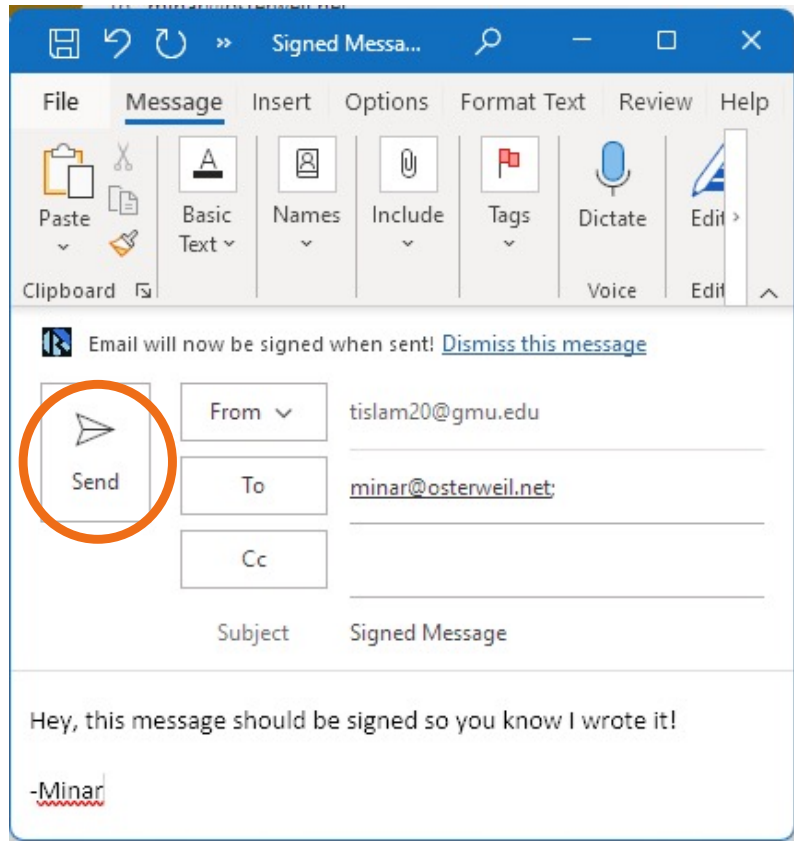 Signed Messa...
File Message Insert Options Format Text Review Help
Paste
Basic Text
Names
Include
Tags
Dictate
Edit
Clipboard
Voice
Edit
Email will now be signed when sent! Dismiss this message
Send
From
tislam20@gmu.edu
To
minar@osterweil.net;
Cc
Subject
Signed Message
Hey, this message should be signed so you know I wrote it!
-Minar